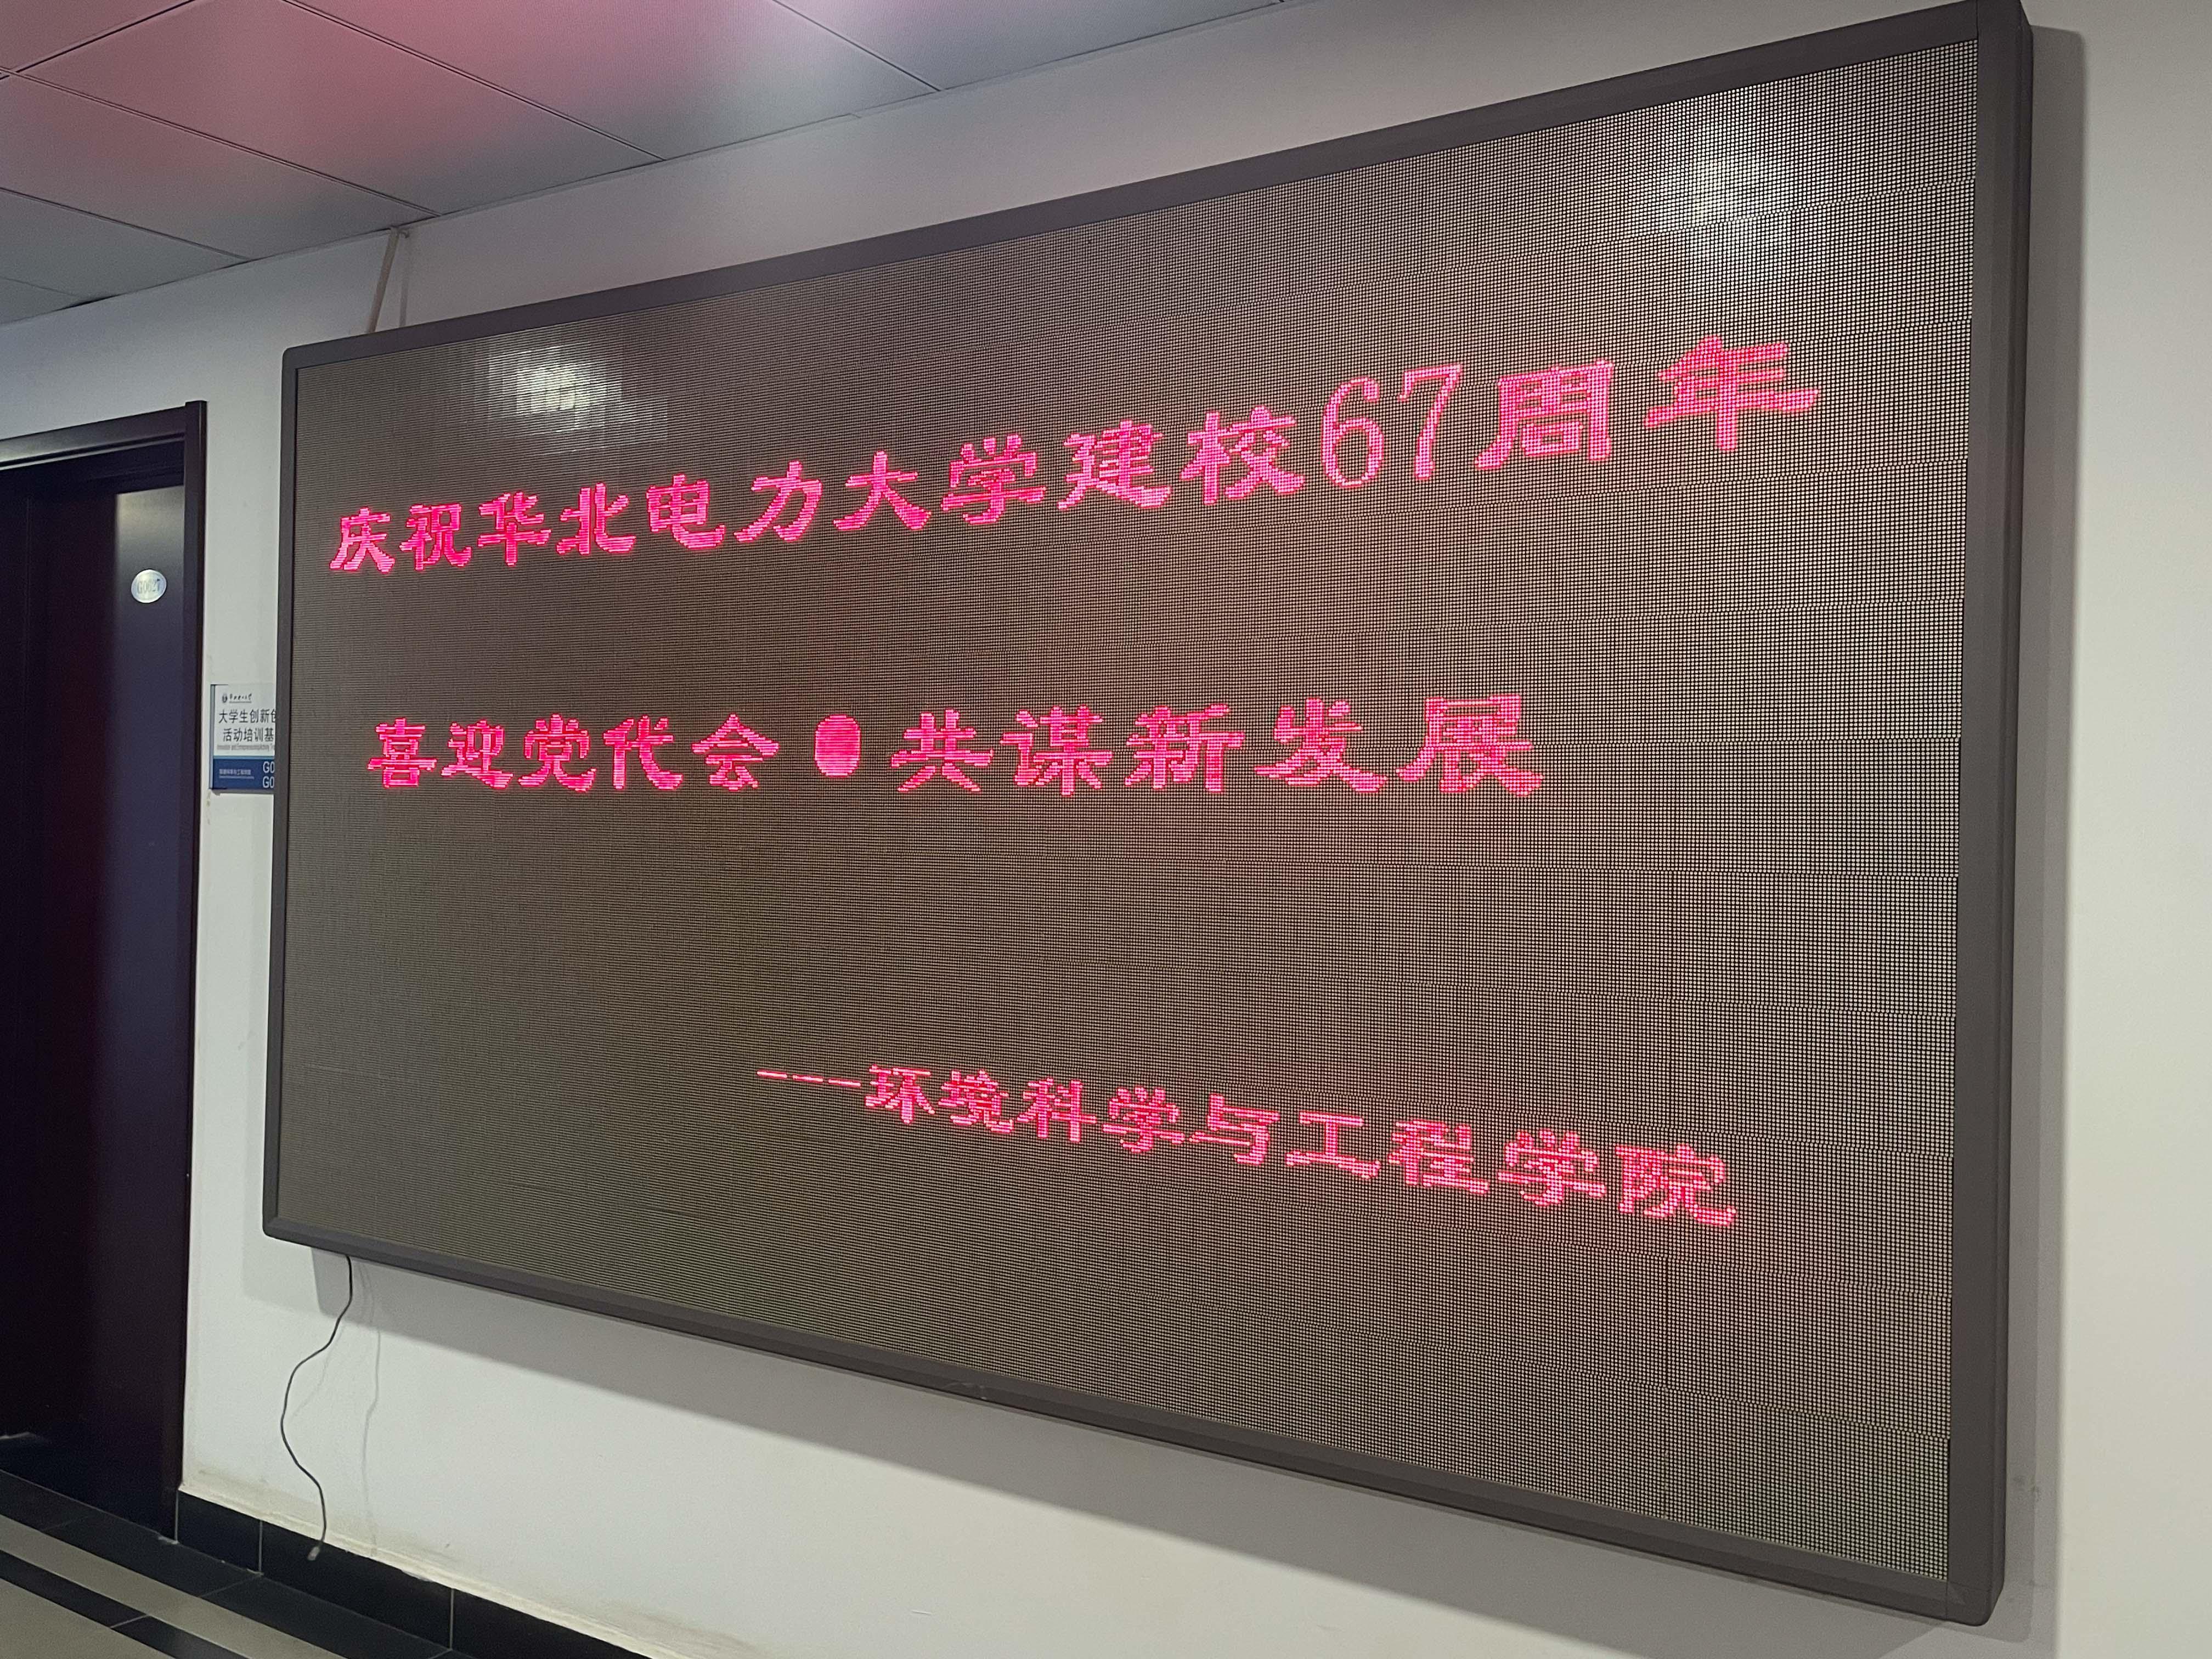 庆祝华北电力大学建校67周年
喜迎党代会●共谋新发展
---环境科学与工程学院
大学生创新
活动培训基
G0
G0